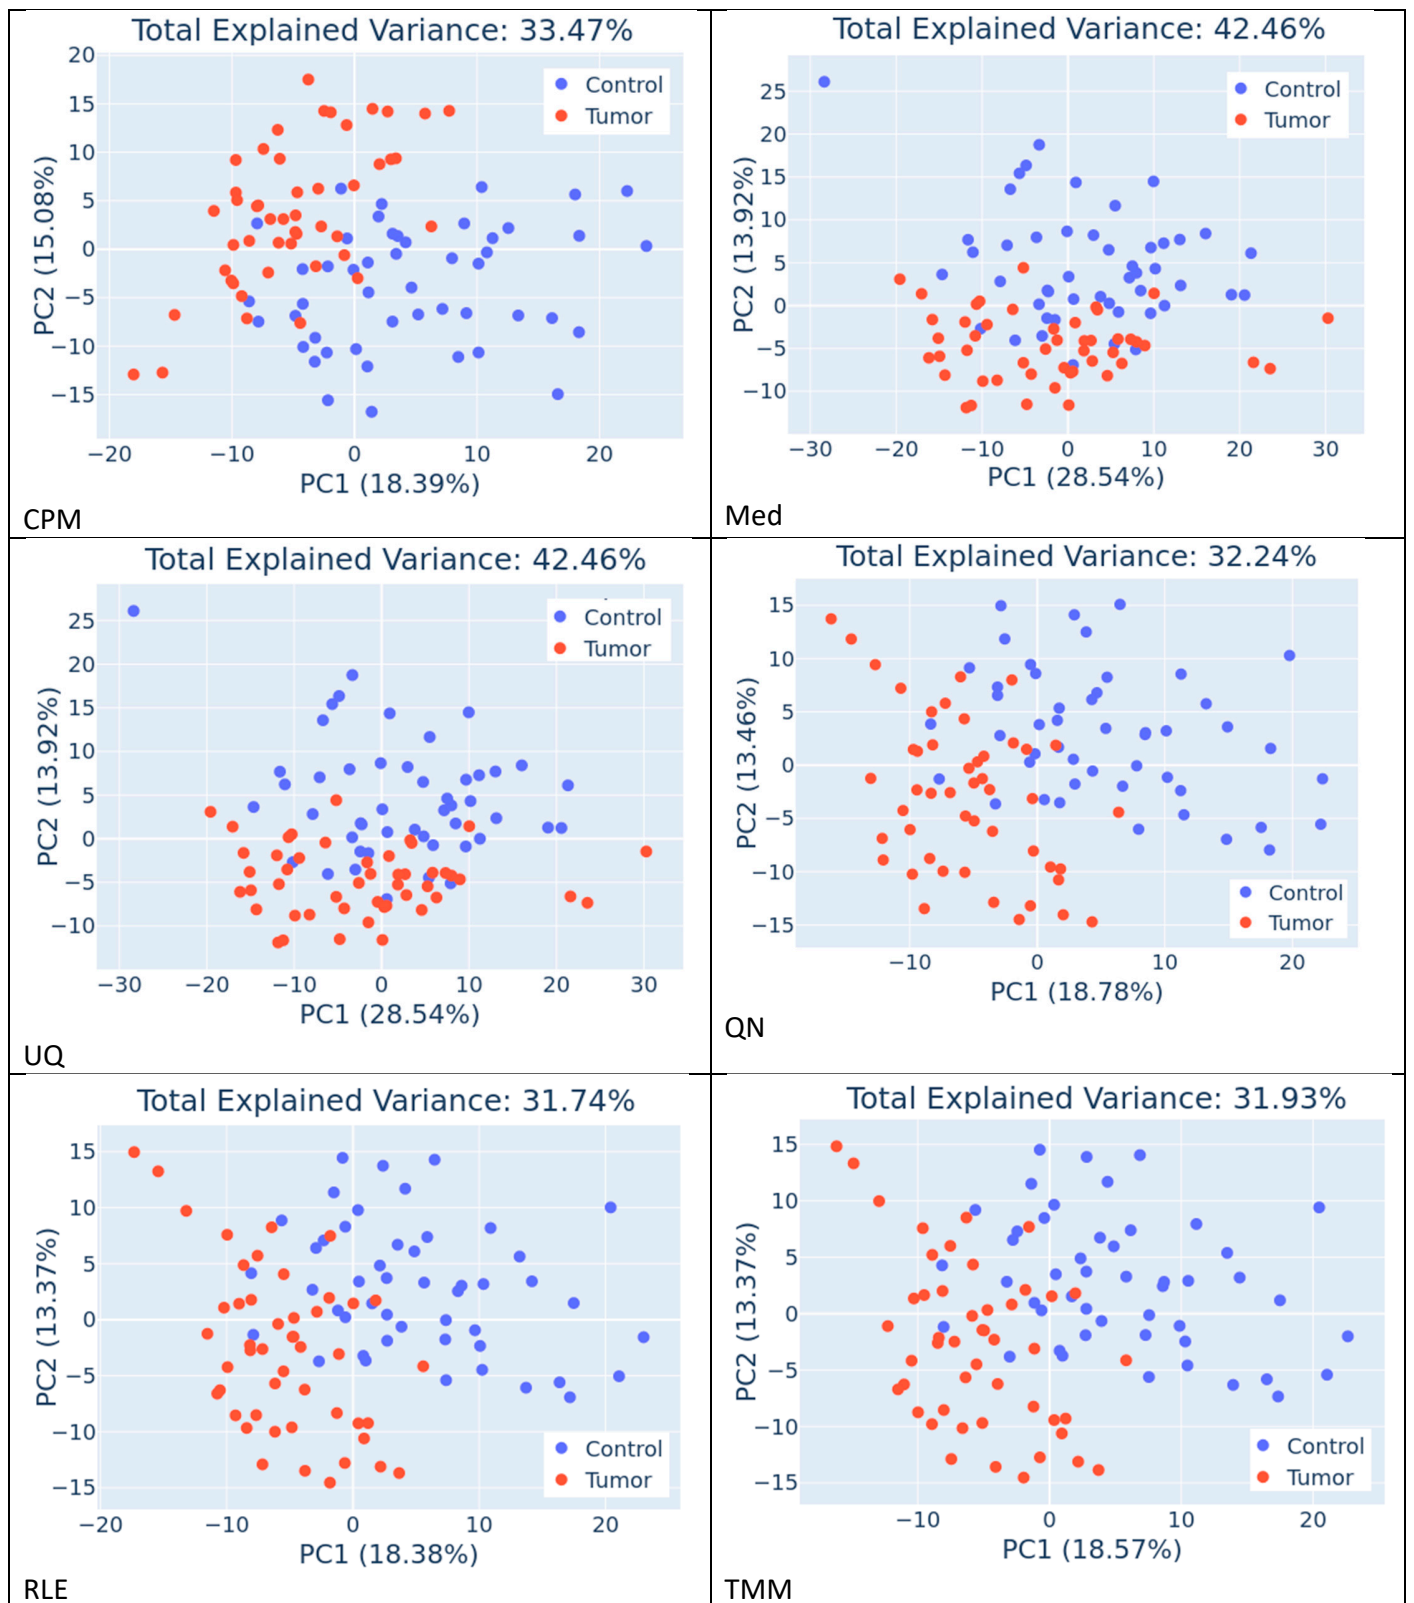 Total Explained Variance: 33.47%
20
15
10
5
0
−5
−10
−15
PC2 (15.08%)
Control
Tumor
−20 −10 0 10 20
PC1 (18.39%)
CPM
Total Explained Variance: 42.46%
25
20
15
10
5
0
−5
−10
PC2 (13.92%)
Control
Tumor
−30 −20 −10 0 10 20 30
PC1 (28.54%)
Med
Total Explained Variance: 42.46%
25
20
15
10
5
0
−5
−10
PC2 (13.92%)
Control
Tumor
−30 −20 −10 0 10 20 30
PC1 (28.54%)
UQ
Total Explained Variance: 32.24%
15
10
5
0
−5
−10
−15
PC2 (13.46%)
Control
Tumor
−10 0 10 20
PC1 (18.78%)
QN
Total Explained Variance: 31.74%
15
10
5
0
−5
−10
−15
PC2 (13.37%)
Control
Tumor
−20 −10 0 10 20
PC1 (18.38%)
RLE
Total Explained Variance: 31.93%
15
10
5
0
−5
−10
−15
PC2 (13.37%)
Control
Tumor
−10 0 10 20
PC1 (18.57%)
TMM